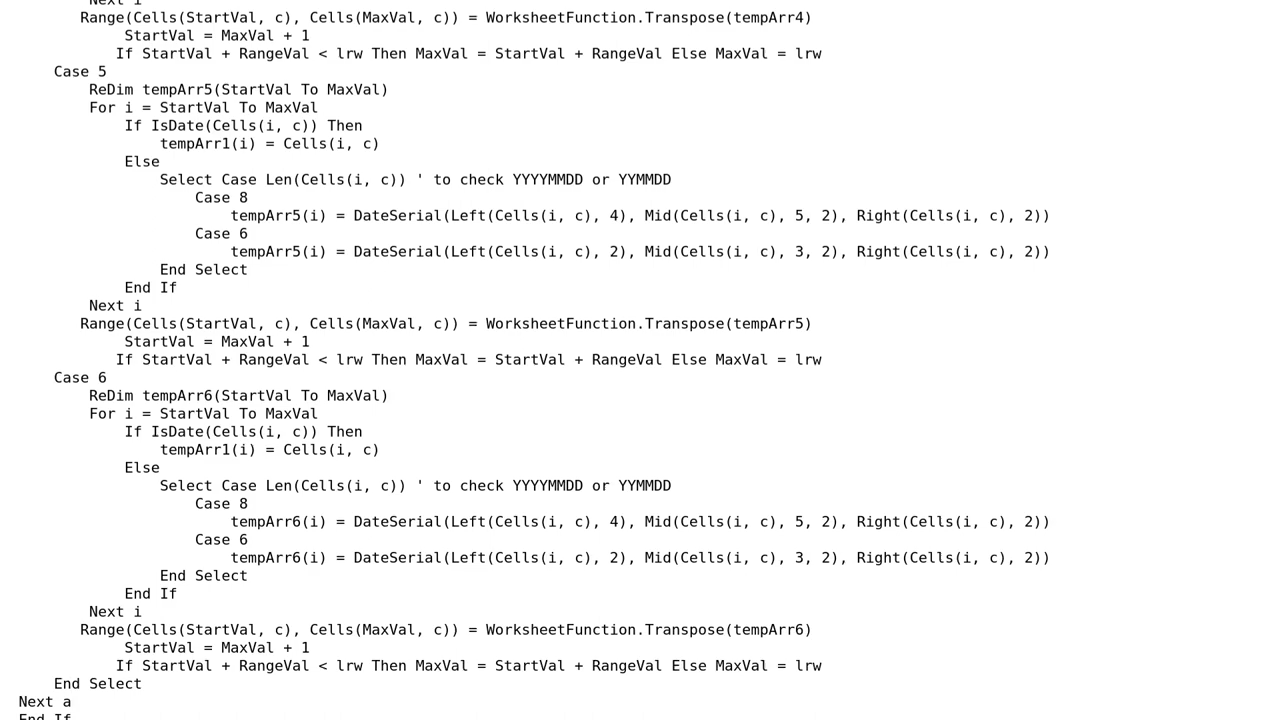 Next i
Range(Cells(StartVal, c), Cells(MaxVal, c)) = WorksheetFunction.Transpose(tempArr4)
StartVal = MaxVal + 1
If StartVal + RangeVal < lrw Then MaxVal = StartVal + RangeVal Else MaxVal = lrw
Case 5
ReDim tempArr5(StartVal To MaxVal)
For i = StartVal To MaxVal
If IsDate(Cells(i, c)) Then
tempArr1(i) = Cells(i, c)
Else
Select Case Len(Cells(i, c)) ' to check YYYYMMDD or YYMMDD
Case 8
tempArr5(i) = DateSerial(Left(Cells(i, c), 4), Mid(Cells(i, c), 5, 2), Right(Cells(i, c), 2))
Case 6
tempArr5(i) = DateSerial(Left(Cells(i, c), 2), Mid(Cells(i, c), 3, 2), Right(Cells(i, c), 2))
End Select
End If
Next i
Range(Cells(StartVal, c), Cells(MaxVal, c)) = WorksheetFunction.Transpose(tempArr5)
StartVal = MaxVal + 1
If StartVal + RangeVal < lrw Then MaxVal = StartVal + RangeVal Else MaxVal = lrw
Case 6
ReDim tempArr6(StartVal To MaxVal)
For i = StartVal To MaxVal
If IsDate(Cells(i, c)) Then
tempArr1(i) = Cells(i, c)
Else
Select Case Len(Cells(i, c)) ' to check YYYYMMDD or YYMMDD
Case 8
tempArr6(i) = DateSerial(Left(Cells(i, c), 4), Mid(Cells(i, c), 5, 2), Right(Cells(i, c), 2))
Case 6
tempArr6(i) = DateSerial(Left(Cells(i, c), 2), Mid(Cells(i, c), 3, 2), Right(Cells(i, c), 2))
End Select
End If
Next i
Range(Cells(StartVal, c), Cells(MaxVal, c)) = WorksheetFunction.Transpose(tempArr6)
StartVal = MaxVal + 1
If StartVal + RangeVal < lrw Then MaxVal = StartVal + RangeVal Else MaxVal = lrw
End Select
Next a
End If